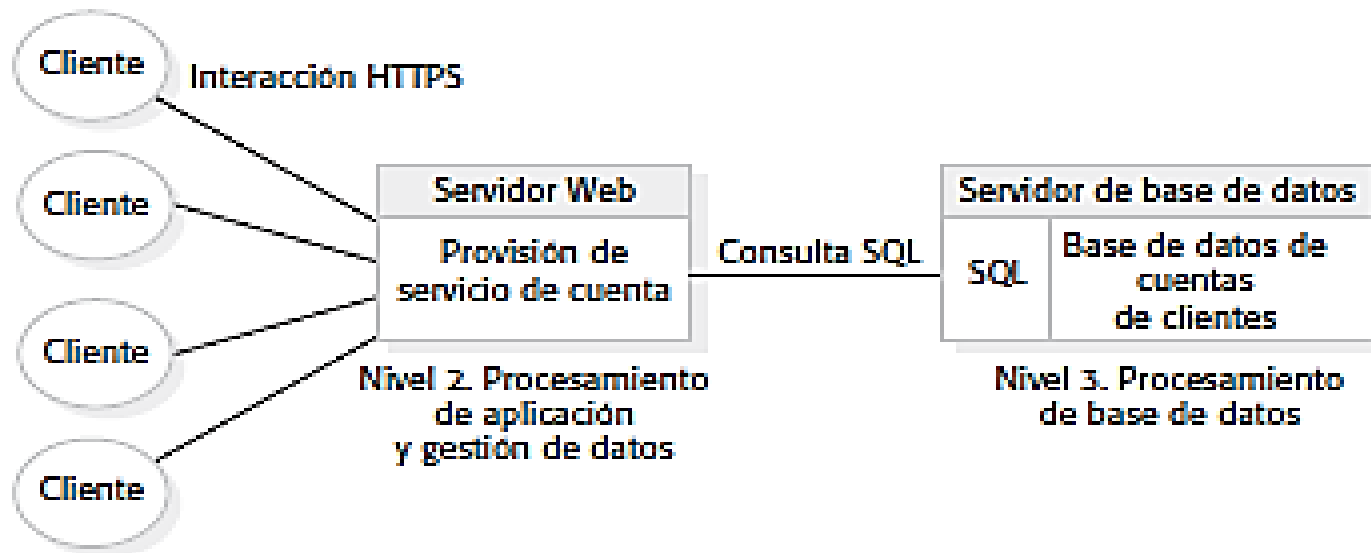 Cliente
Interacción HTTPS
Cliente
Cliente
Cliente
Servidor Web
Provisión de
servicio de cuenta
Nivel 2. Procesamiento
de aplicación
y gestión de datos
Consulta SQL
Servidor de base de datos
SQL
Base de datos de
cuentas
de clientes
Nivel 3. Procesamiento
de base de datos